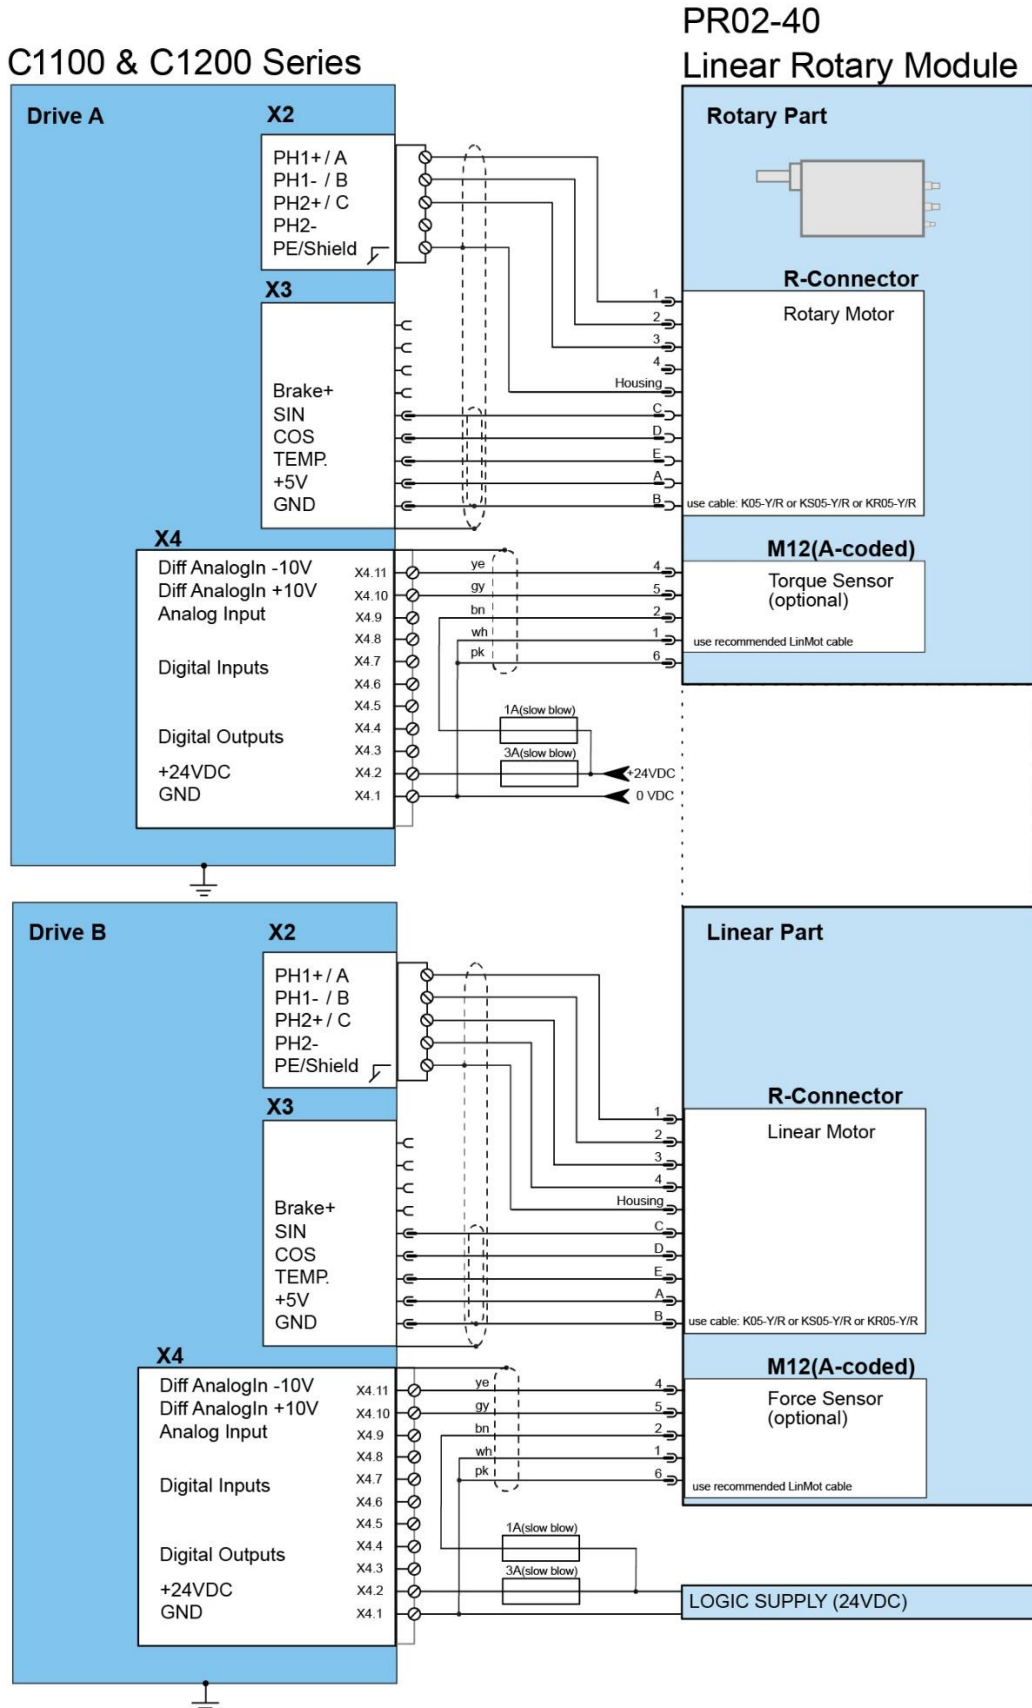 PR02-40
C1100 & C1200 Series
Linear Rotary Module
Drive A
X2
PH1+ / A
PH1- / B
PH2+ / C
PH2-
PE/Shield
X3
Brake+
SIN
COS
TEMP.
+5V
GND
X4
Diff AnalogIn -10V
X4.11
Diff AnalogIn +10V
X4.10
Analog Input
X4.9
X4.8
Digital Inputs
X4.7
X4.6
X4.5
X4.4
Digital Outputs
X4.3
+24VDC
X4.2
GND
X4.1
ye
gy
bn
wh
pk
1A(slow blow)
3A(slow blow)
+24VDC
0 VDC
Rotary Part
R-Connector
Rotary Motor
1
2
3
4
Housing
C
D
E
A
B
use cable: K05-Y/R or KS05-Y/R or KR05-Y/R
M12(A-coded)
Torque Sensor
(optional)
4
5
2
1
6
use recommended LinMot cable
Drive B
X2
PH1+ / A
PH1- / B
PH2+ / C
PH2-
PE/Shield
X3
Brake+
SIN
COS
TEMP.
+5V
GND
X4
Diff AnalogIn -10V
X4.11
Diff AnalogIn +10V
X4.10
Analog Input
X4.9
X4.8
Digital Inputs
X4.7
X4.6
X4.5
X4.4
Digital Outputs
X4.3
+24VDC
X4.2
GND
X4.1
ye
gy
bn
wh
pk
1A(slow blow)
3A(slow blow)
Linear Part
R-Connector
Linear Motor
1
2
3
4
Housing
C
D
E
A
B
use cable: K05-Y/R or KS05-Y/R or KR05-Y/R
M12(A-coded)
Force Sensor
(optional)
4
5
2
1
6
use recommended LinMot cable
LOGIC SUPPLY (24VDC)